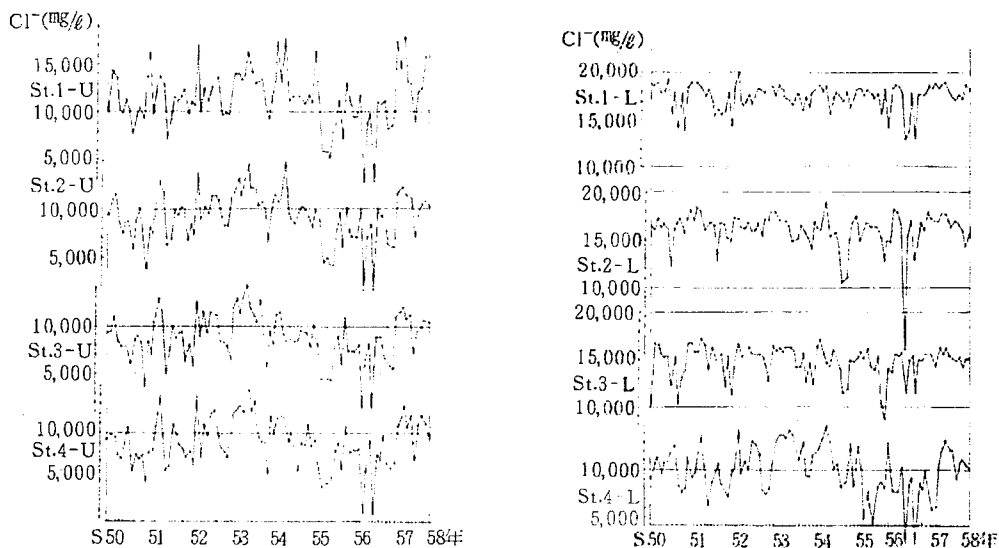 Cl⁻(mg/ℓ)
15,000
St.1-U
10,000
5,000
St.2-U
10,000
5,000
10,000
St.3-U
5,000
10,000
St.4-U
5,000
S50 51 52 53 54 55 56 57 58年
Cl⁻(mg/ℓ)
20,000
St.1-L
15,000
10,000
20,000
15,000
St.2-L
10,000
20,000
15,000
St.3-L
10,000
10,000
St.4-L
5,000
S50 51 52 53 54 55 56 57 58年